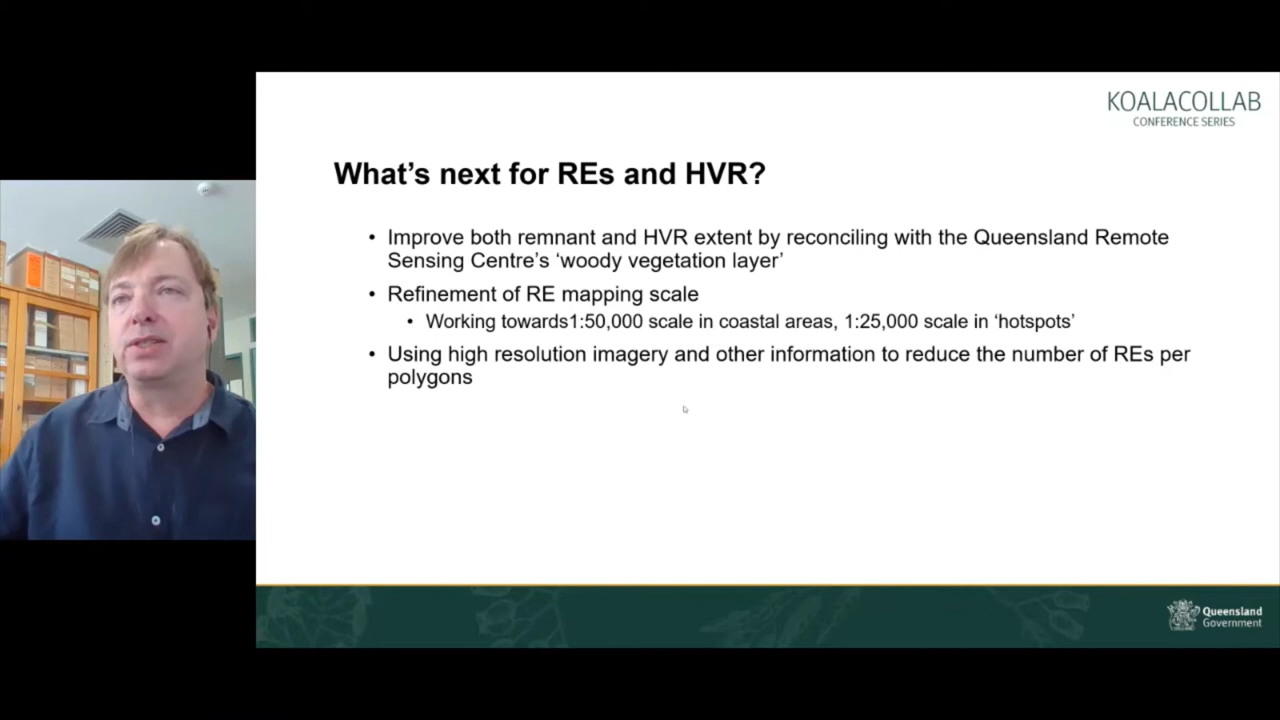 KOALACOLLAB
CONFERENCE SERIES
What's next for REs and HVR?
• Improve both remnant and HVR extent by reconciling with the Queensland Remote
Sensing Centre's 'woody vegetation layer'
• Refinement of RE mapping scale
• Working towards1:50,000 scale in coastal areas, 1:25,000 scale in 'hotspots'
• Using high resolution imagery and other information to reduce the number of REs per
polygons
Queensland
Government